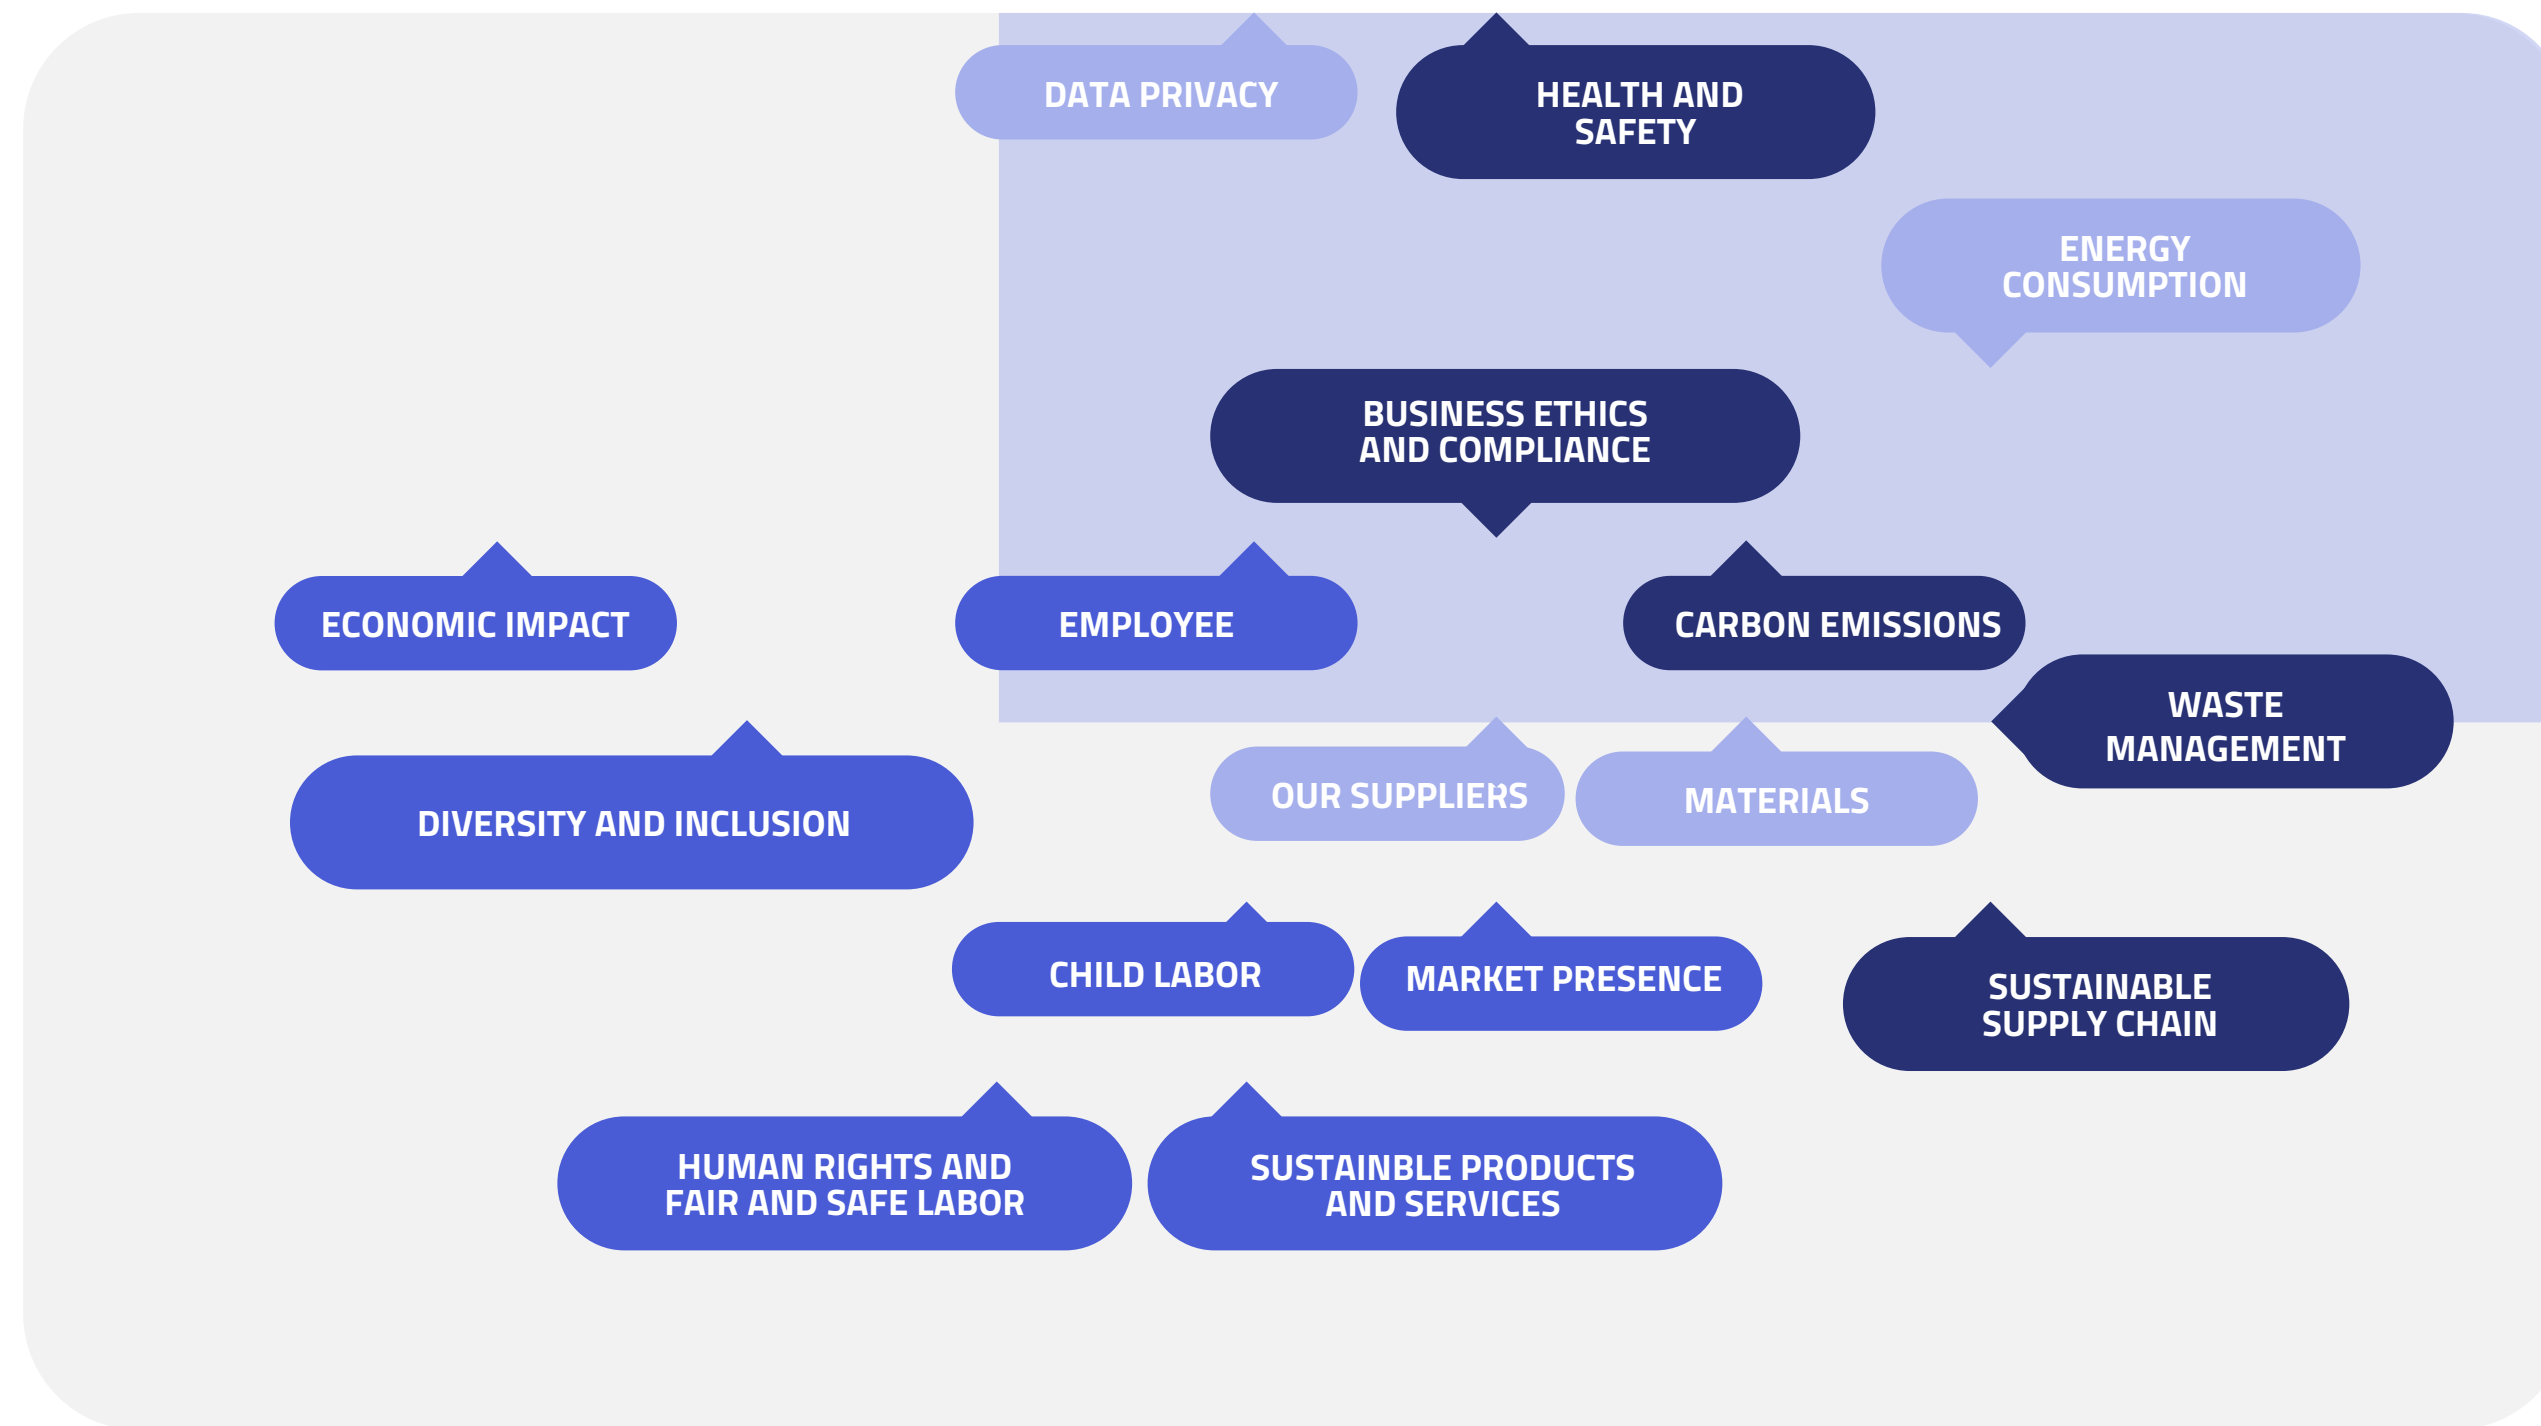 DATA PRIVACY
HEALTH AND
SAFETY
ENERGY
CONSUMPTION
BUSINESS ETHICS
AND COMPLIANCE
ECONOMIC IMPACT
EMPLOYEE
CARBON EMISSIONS
WASTE
MANAGEMENT
DIVERSITY AND INCLUSION
OUR SUPPLIERS
MATERIALS
CHILD LABOR
MARKET PRESENCE
SUSTAINABLE
SUPPLY CHAIN
HUMAN RIGHTS AND
FAIR AND SAFE LABOR
SUSTAINBLE PRODUCTS
AND SERVICES